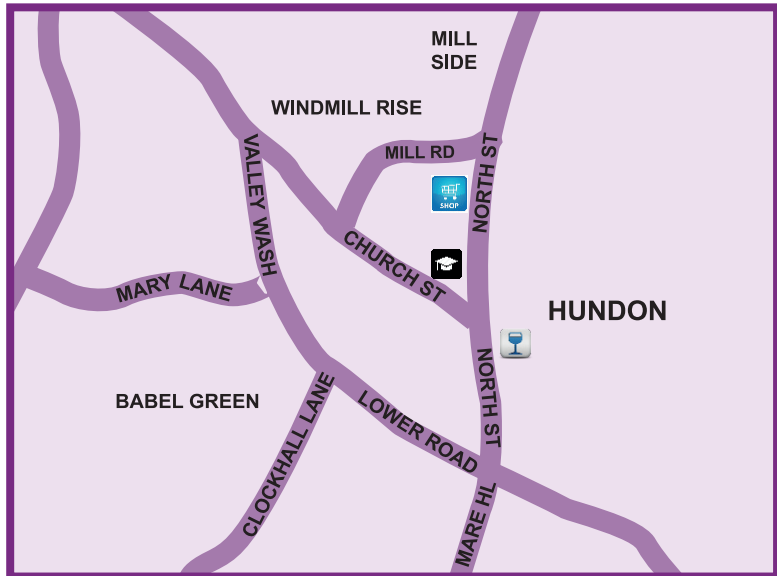 MILL
SIDE
WINDMILL RISE
MILL RD
VALLEY WASH
NORTH ST
SHOP
CHURCH ST
MARY LANE
HUNDON
NORTH ST
BABEL GREEN
CLOCKHALL LANE
LOWER ROAD
MARE HL